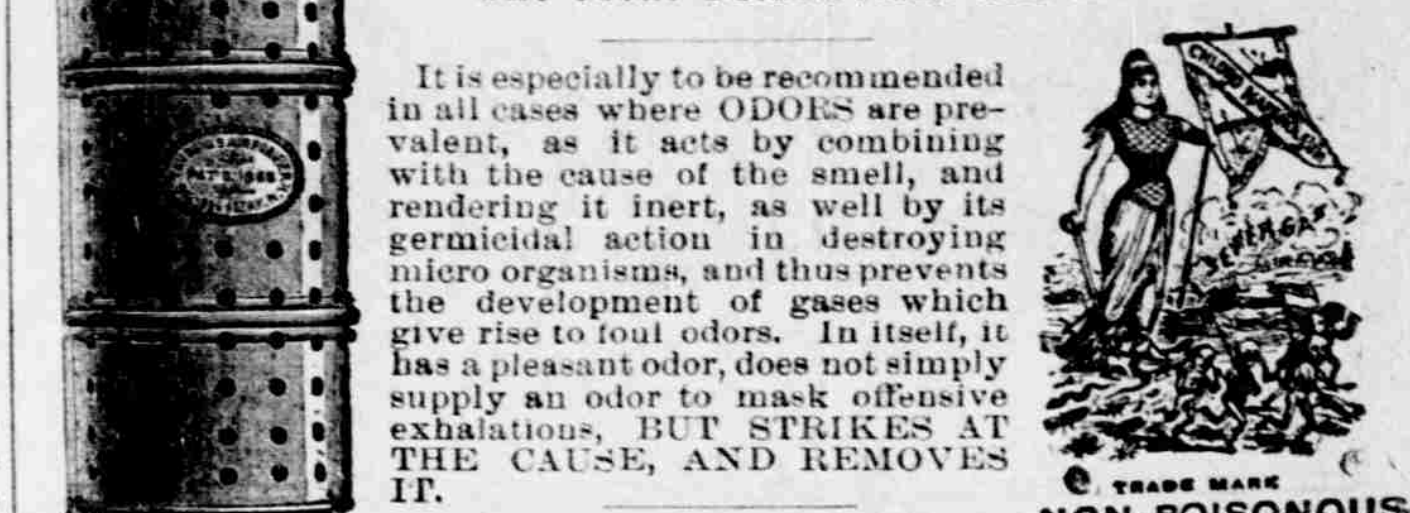 It is especially to be recommended
in all cases where ODORS are pre-
valent, as it acts by combining
with the cause of the smell, and
rendering it inert, as well by its
germicidal action in destroying
micro organisms, and thus prevents
the development of gases which
give rise to foul odors. In itself, it
has a pleasant odor, does not simply
supply an odor to mask offensive
exhalations, BUT STRIKES AT
THE CAUSE, AND REMOVES
IT.
SEWER GAS
TRADE MARK
NON POISONOUS